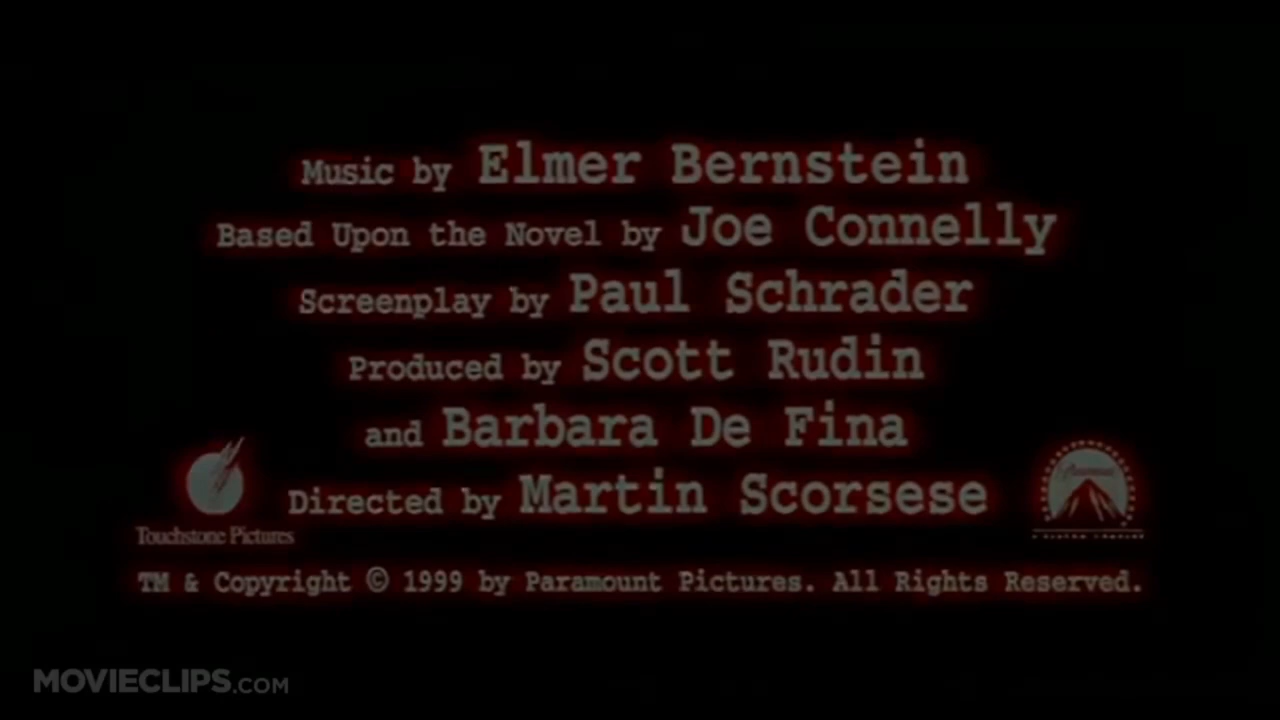 Music by Elmer Bernstein
Based Upon the Novel by Joe Connelly
Screenplay by Paul Schrader
Produced by Scott Rudin
and Barbara De Fina
Directed by Martin Scorsese
Touchstone Pictures
Paramount
TM & Copyright © 1999 by Paramount Pictures. All Rights Reserved.
MOVIECLIPS.COM